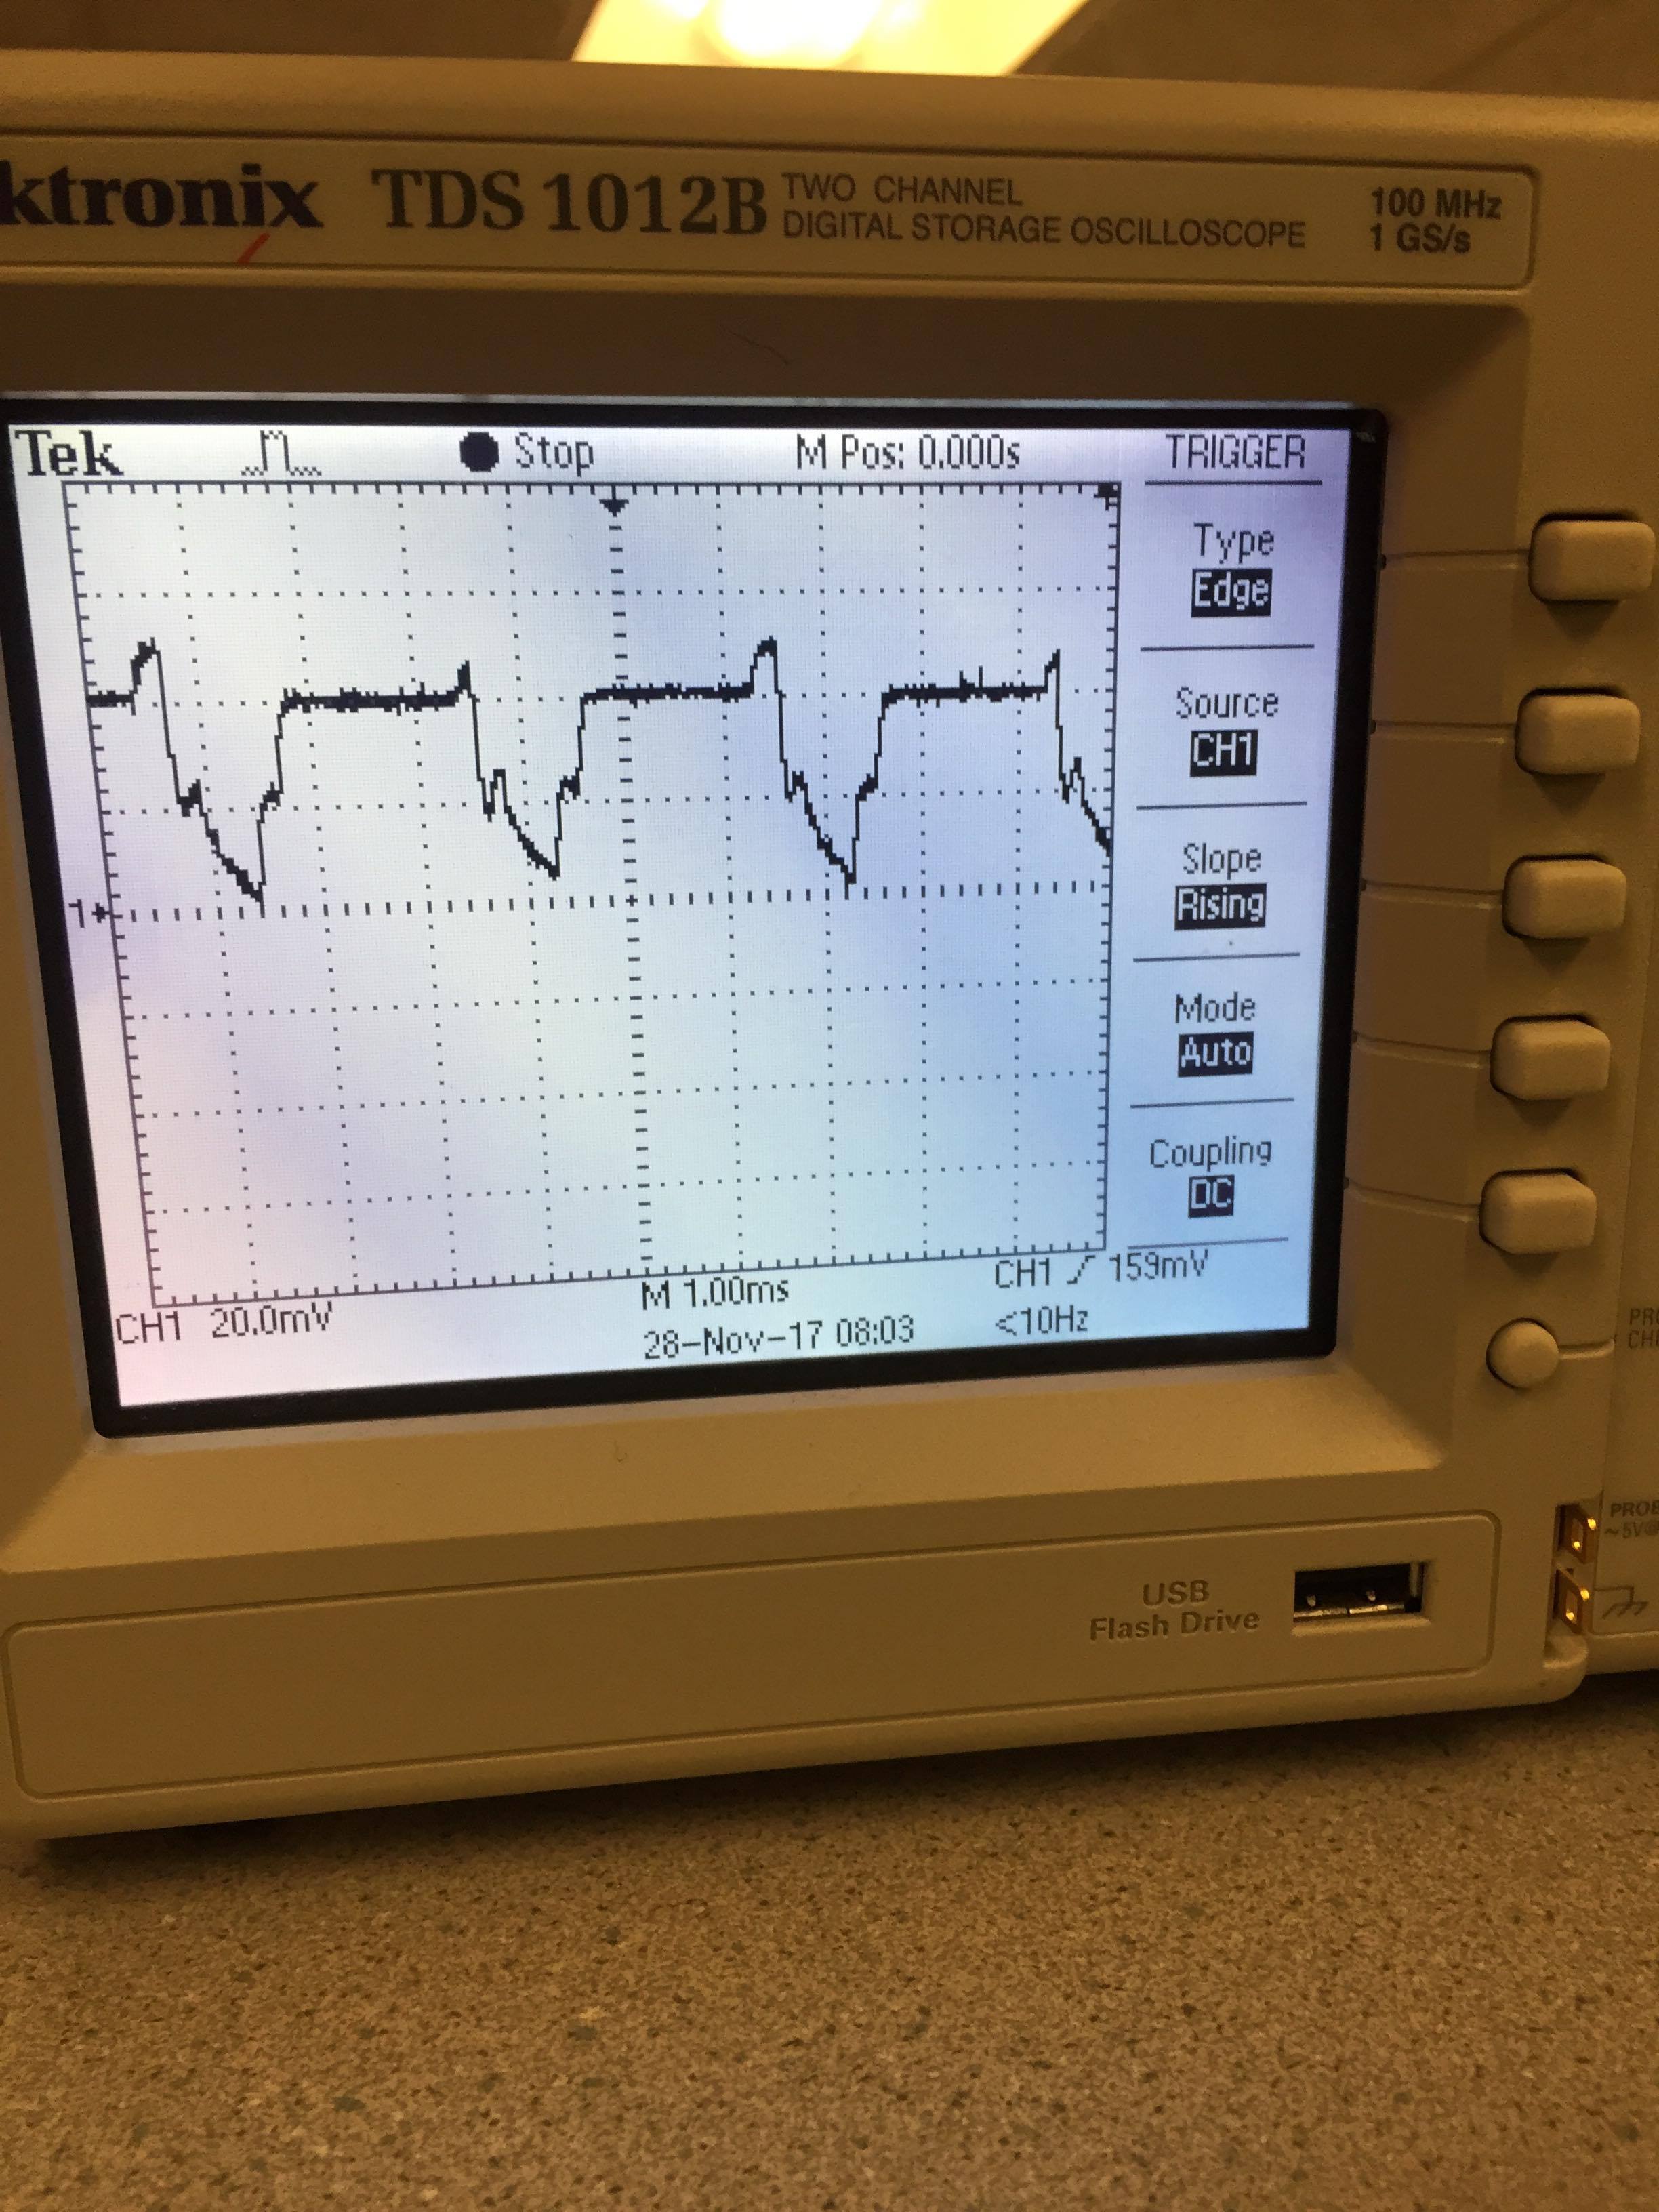 ktronix TDS 1012B TWO CHANNEL
DIGITAL STORAGE OSCILLOSCOPE
100 MHz
1 GS/s
Tek Stop M Pos: 0.000s TRIGGER
Type
Edge
Source
CH1
Slope
Rising
Mode
Auto
Coupling
DC
1
CH1 20.0mV M 1.00ms CH1 159mV
28-Nov-17 08:03 <10Hz
USB
Flash Drive
~5V